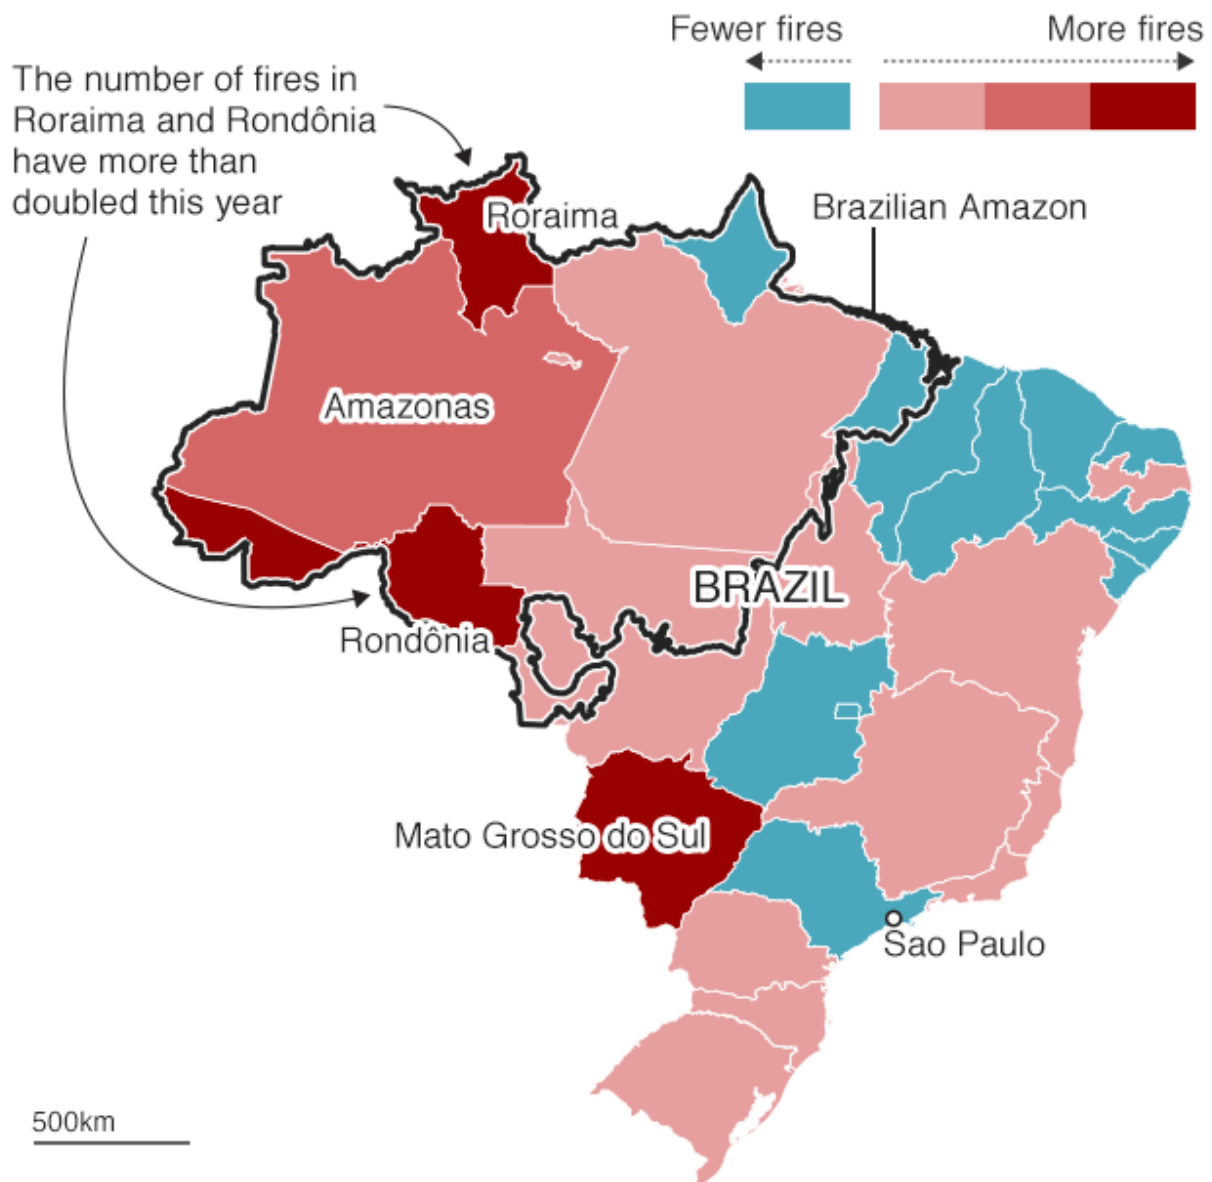 Fewer fires
More fires
The number of fires in
Roraima and Rondônia
have more than
doubled this year
Roraima
Brazilian Amazon
Amazonas
BRAZIL
Rondônia
Mato Grosso do Sul
Sao Paulo
500km